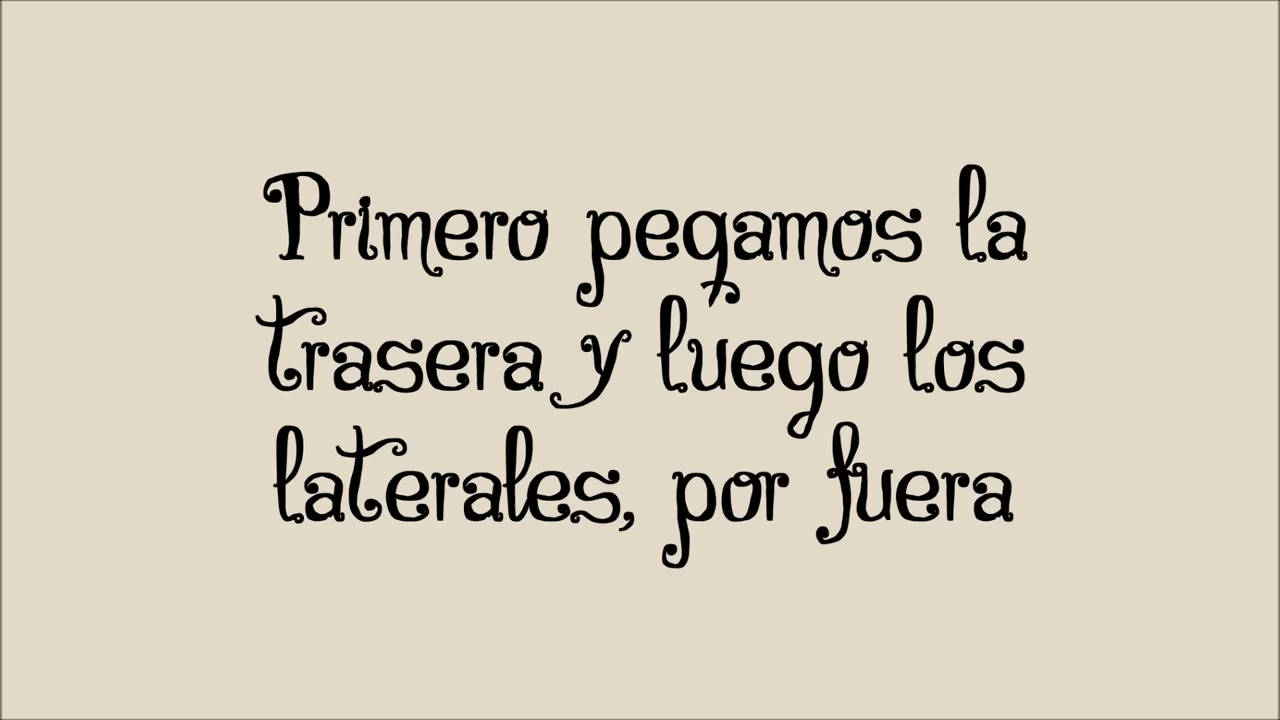 Primero pegamos la
trasera y luego los
laterales, por fuera